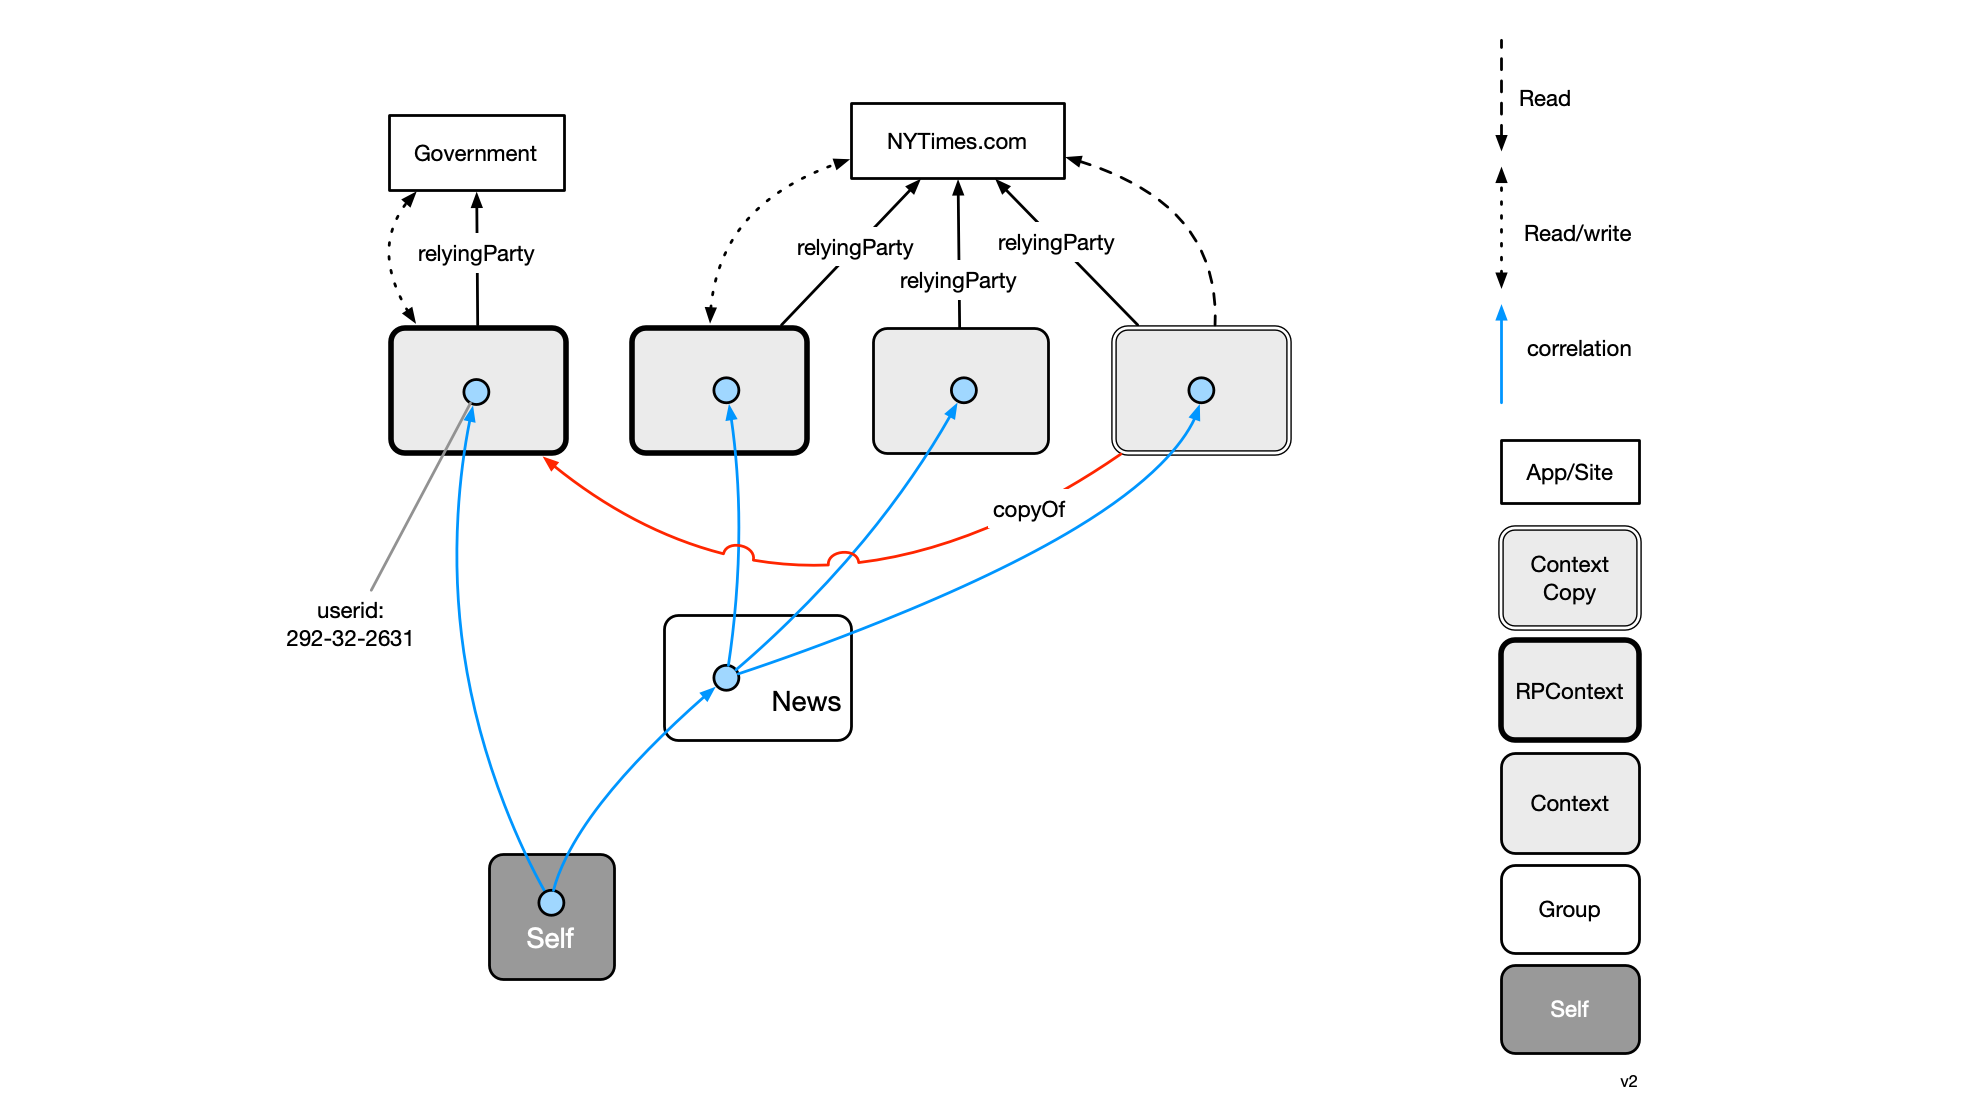 Government
NYTimes.com
Read
Read/write
relyingParty
relyingParty
relyingParty
relyingParty
correlation
App/Site
copyOf
Context
Copy
userid:
292-32-2631
RPContext
News
Context
Group
Self
Self
v2